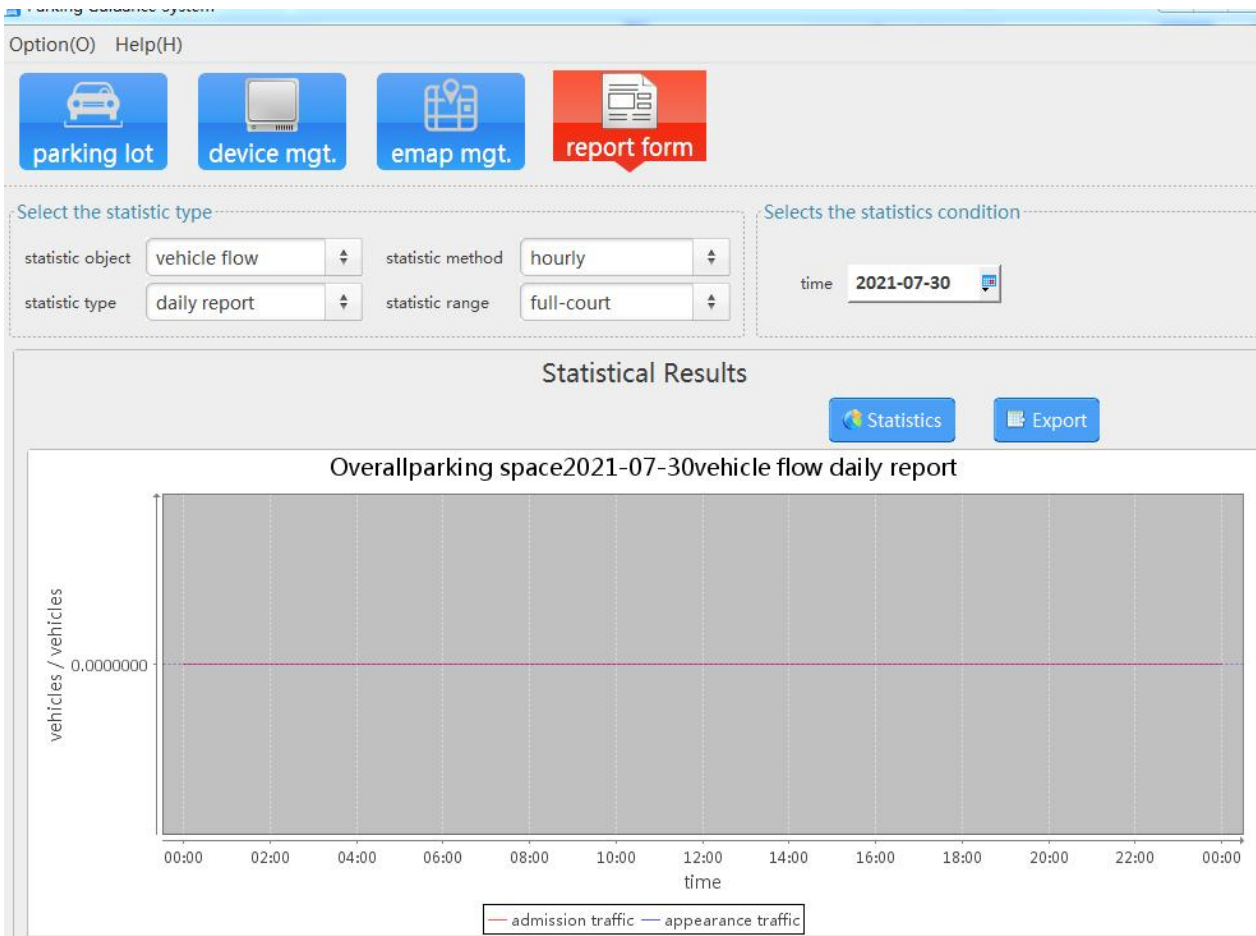 Parking Guidance System
Option(O) Help(H)
parking lot device mgt. emap mgt. report form
Select the statistic type Selects the statistics condition
statistic object vehicle flow statistic method hourly
time 2021-07-30
statistic type daily report statistic range full-court
Statistical Results
Statistics Export
Overallparking space2021-07-30vehicle flow daily report
vehicles / vehicles
0.0000000
00:00 02:00 04:00 06:00 08:00 10:00 12:00 14:00 16:00 18:00 20:00 22:00 00:00
time
admission traffic appearance traffic